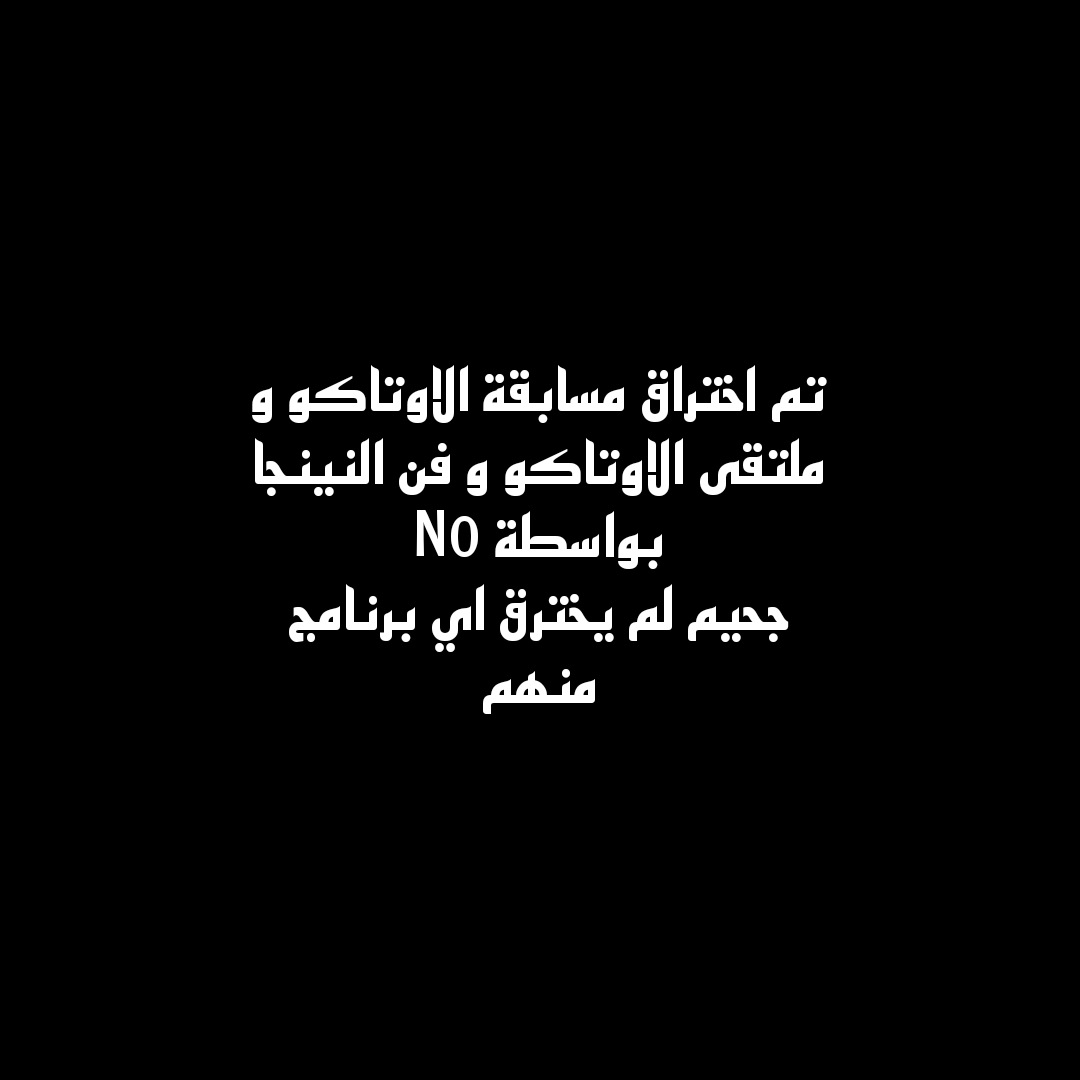 تم اختراق مسابقة الاوتاكو و
ملتقى الاوتاكو و فن النينجا
بواسطة NO
جحيم لم يخترق اي برنامج
منهم